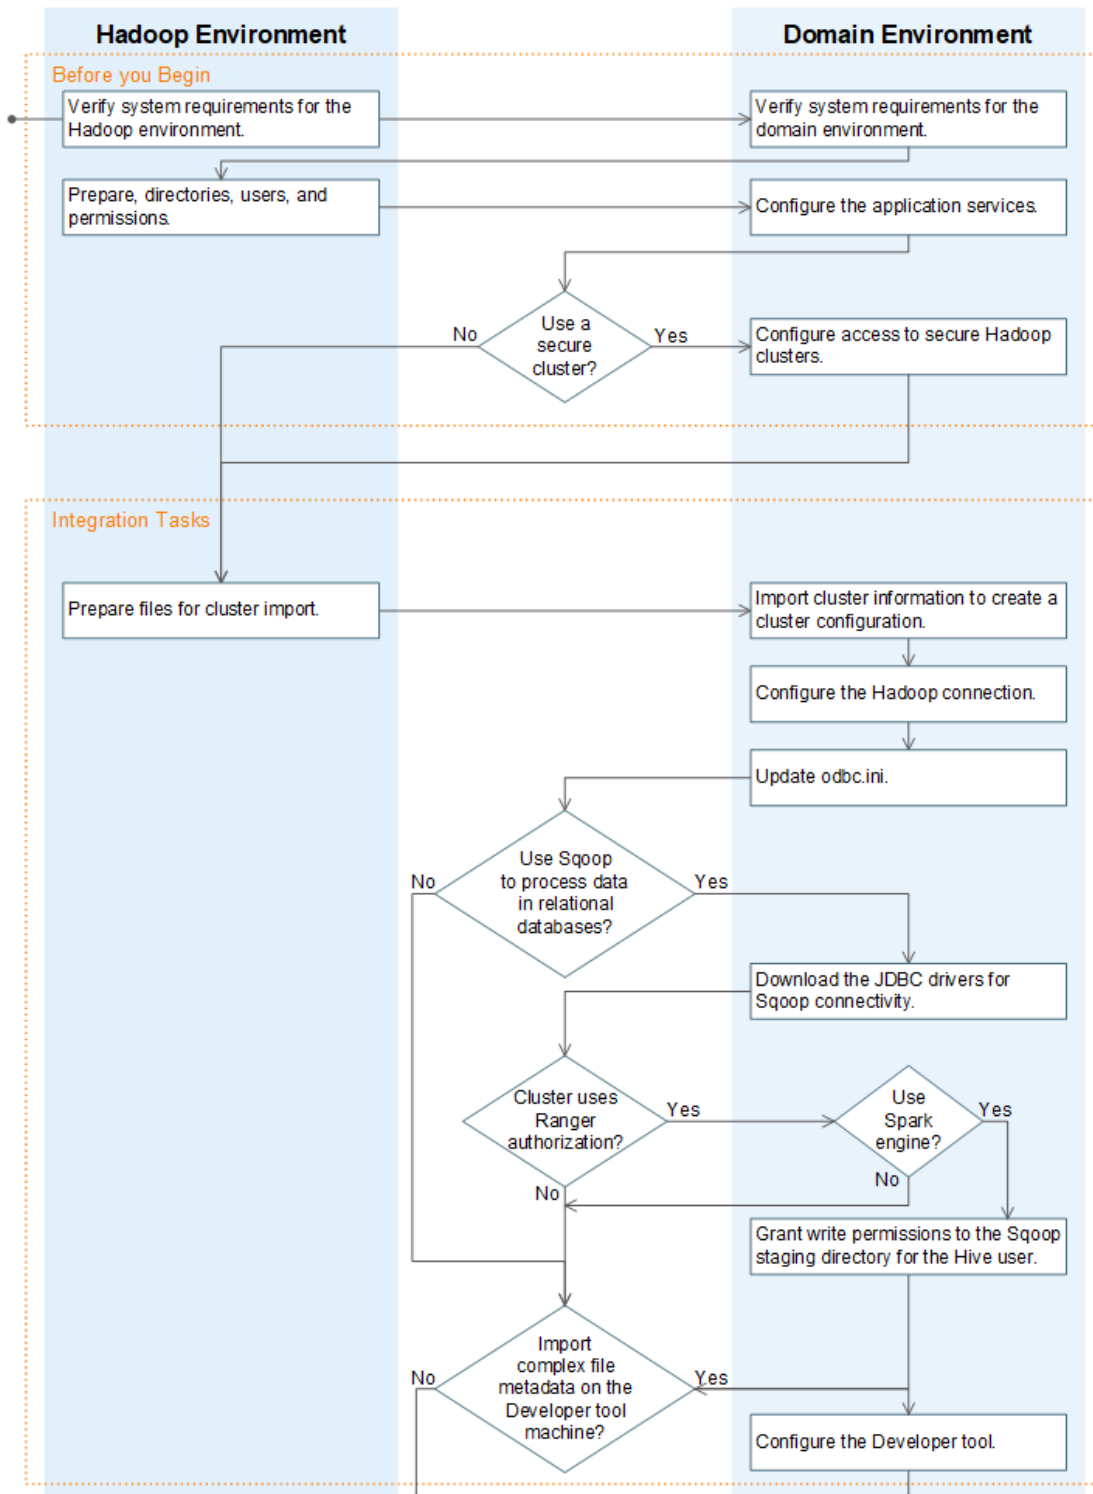 Hadoop Environment
Domain Environment
Before you Begin
Verify system requirements for the
Hadoop environment.
Verify system requirements for the
domain environment.
Prepare, directories, users, and
permissions.
Configure the application services.
No
Use a
secure
cluster?
Yes
Configure access to secure Hadoop
clusters.
Integration Tasks
Prepare files for cluster import.
Import cluster information to create a
cluster configuration.
Configure the Hadoop connection.
Update odbc.ini.
No
Use Sqoop
to process data
in relational
databases?
Yes
Download the JDBC drivers for
Sqoop connectivity.
Cluster uses
Ranger
authorization?
Yes
No
Use
Spark
engine?
Yes
No
Grant write permissions to the Sqoop
staging directory for the Hive user.
No
Import
complex file
metadata on the
Developer tool
machine?
Yes
Configure the Developer tool.